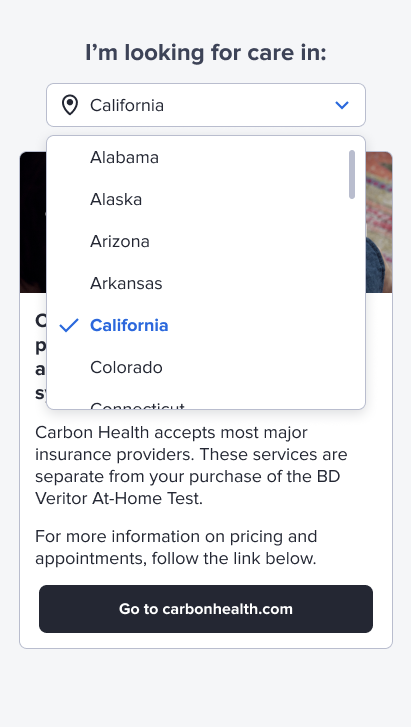 I’m looking for care in:
California
Alabama
Alaska
Arizona
Arkansas
California
Colorado
Connecticut
Carbon Health accepts most major
insurance providers. These services are
separate from your purchase of the BD
Veritor At-Home Test.
For more information on pricing and
appointments, follow the link below.
Go to carbonhealth.com